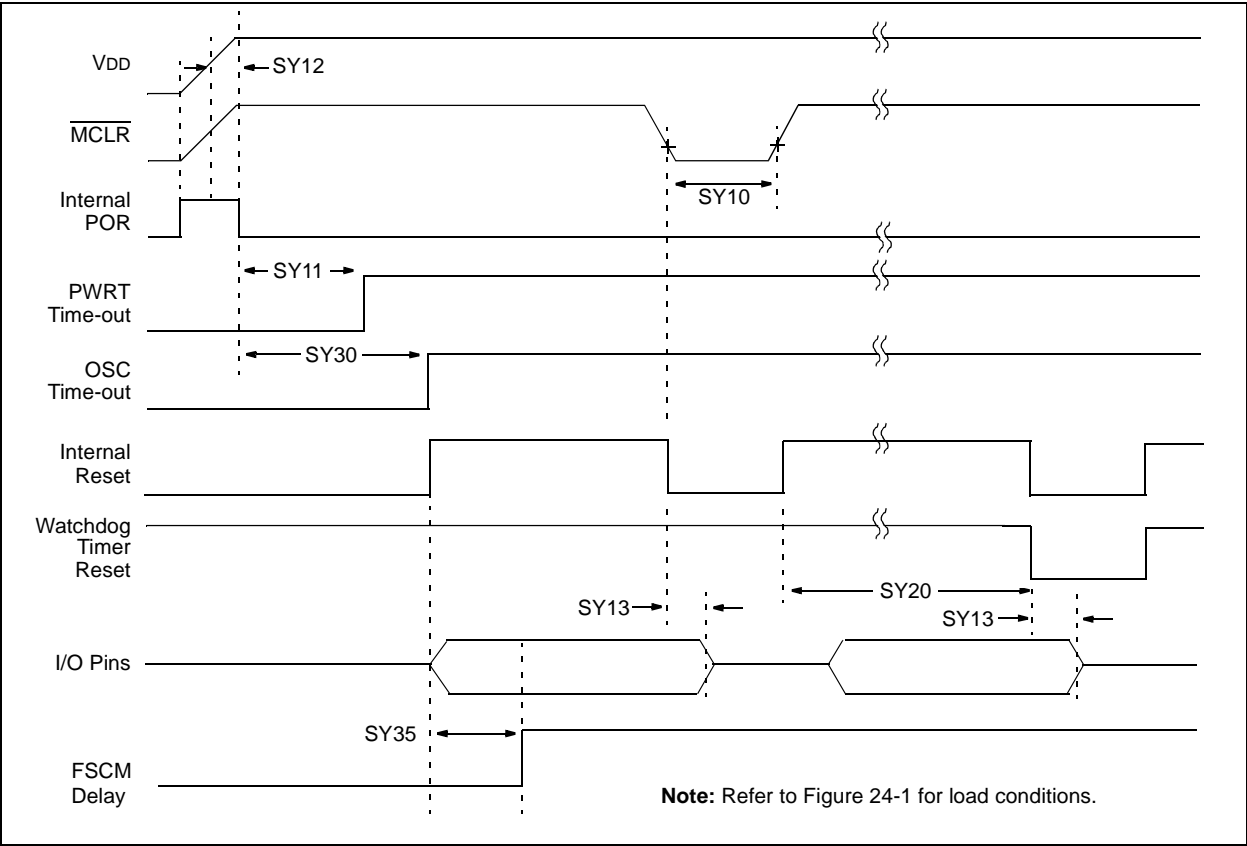 VDD
SY12
MCLR
SY10
Internal
POR
SY11
PWRT
Time-out
SY30
OSC
Time-out
Internal
Reset
Watchdog
Timer
Reset
SY20
SY13
SY13
I/O Pins
SY35
FSCM
Delay
Note: Refer to Figure 24-1 for load conditions.